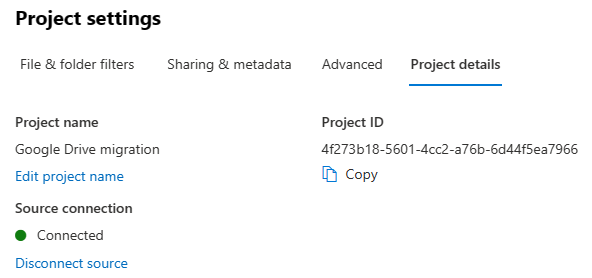 Project settings
File & folder filters
Sharing & metadata
Advanced
Project details
Project name
Google Drive migration
Edit project name
Project ID
4f273b18-5601-4cc2-a76b-6d44f5ea7966
Copy
Source connection
Connected
Disconnect source